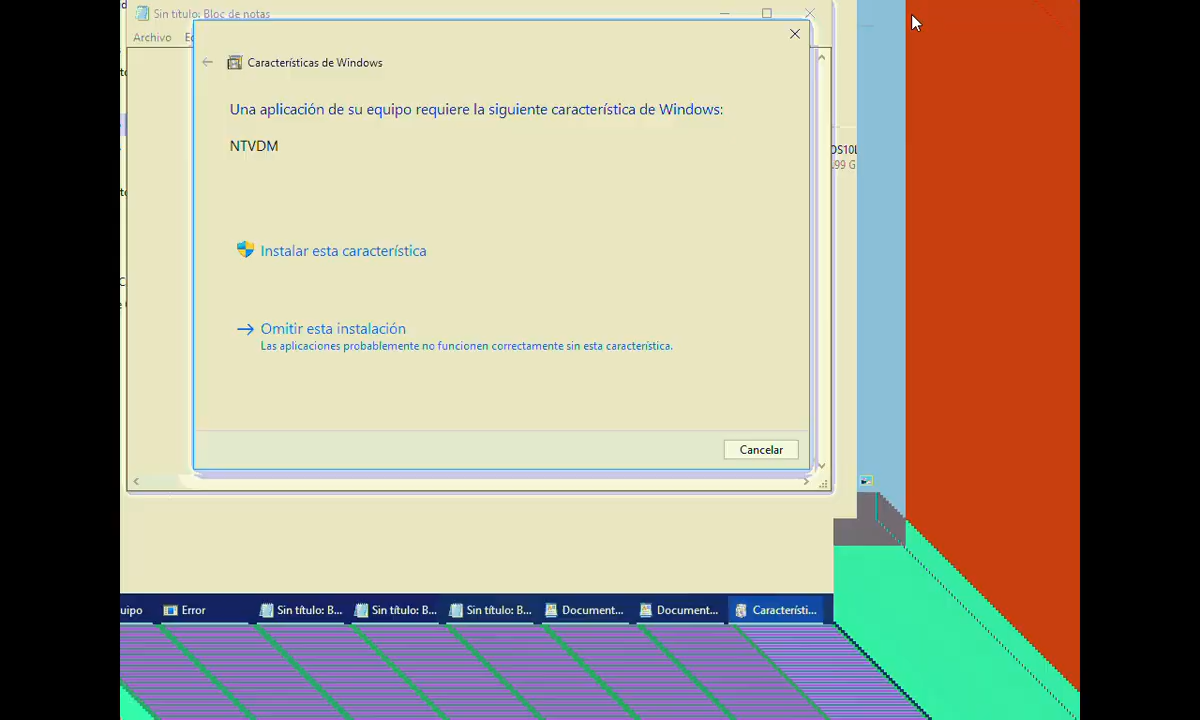 Sin título: Bloc de notas
Archivo
Características de Windows
Una aplicación de su equipo requiere la siguiente característica de Windows:
NTVDM
OS10L
99 G
Instalar esta característica
Omitir esta instalación
Las aplicaciones probablemente no funcionen correctamente sin esta característica.
Cancelar
uipo
Error
Sin título: B...
Sin título: B...
Sin título: B...
Document...
Document...
Característi...